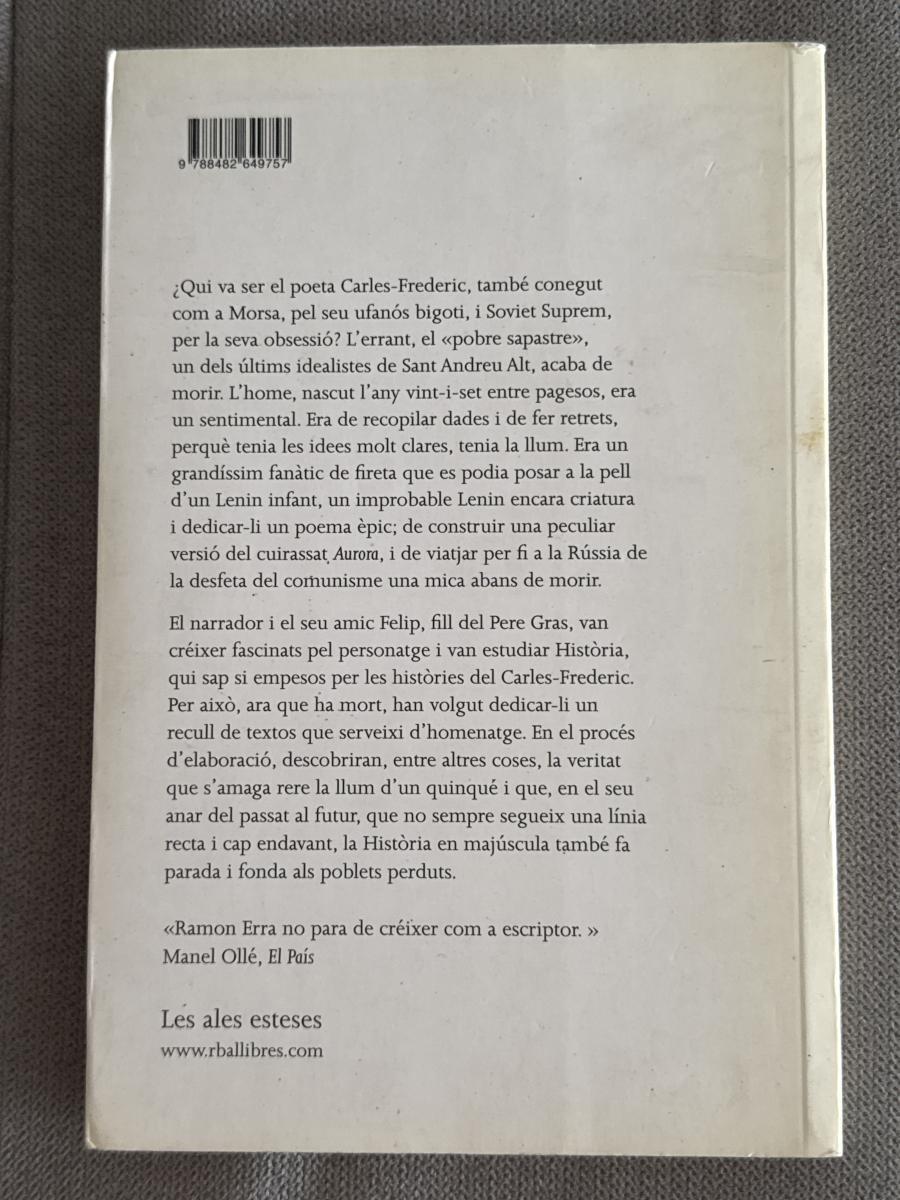 9 788482 649757
¿Qui va ser el poeta Carles-Frederic, també conegut
com a Morsa, pel seu ufanós bigoti, i Soviet Suprem,
per la seva obsessió? L'errant, el «pobre sapastre»,
un dels últims idealistes de Sant Andreu Alt, acaba de
morir. L'home, nascut l'any vint-i-set entre pagesos, era
un sentimental. Era de recopilar dades i de fer retrets,
perquè tenia les idees molt clares, tenia la llum. Era un
grandíssim fanàtic de fireta que es podia posar a la pell
d'un Lenin infant, un improbable Lenin encara criatura
i dedicar-li un poema èpic; de construir una peculiar
versió del cuirassat Aurora, i de viatjar per fi a la Rússia de
la desfeta del comunisme una mica abans de morir.
El narrador i el seu amic Felip, fill del Pere Gras, van
créixer fascinats pel personatge i van estudiar Història,
qui sap si empesos per les històries del Carles-Frederic.
Per això, ara que ha mort, han volgut dedicar-li un
recull de textos que serveixi d'homenatge. En el procés
d'elaboració, descobriran, entre altres coses, la veritat
que s'amaga rere la llum d'un quinqué i que, en el seu
anar del passat al futur, que no sempre segueix una línia
recta i cap endavant, la Història en majúscula també fa
parada i fonda als poblets perduts.
«Ramon Erra no para de créixer com a escriptor. »
Manel Ollé, El País
Les ales esteses
www.rballibres.com